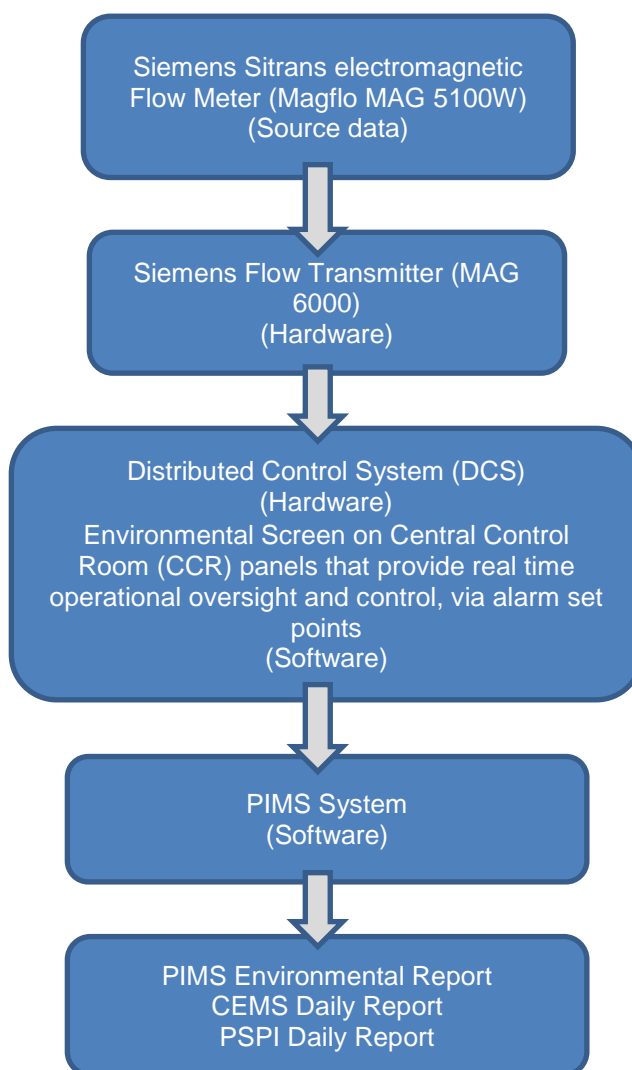 Siemens Sitrans electromagnetic
Flow Meter (Magflo MAG 5100W)
(Source data)
Siemens Flow Transmitter (MAG
6000)
(Hardware)
Distributed Control System (DCS)
(Hardware)
Environmental Screen on Central Control
Room (CCR) panels that provide real time
operational oversight and control, via alarm set
points
(Software)
PIMS System
(Software)
PIMS Environmental Report
CEMS Daily Report
PSPI Daily Report